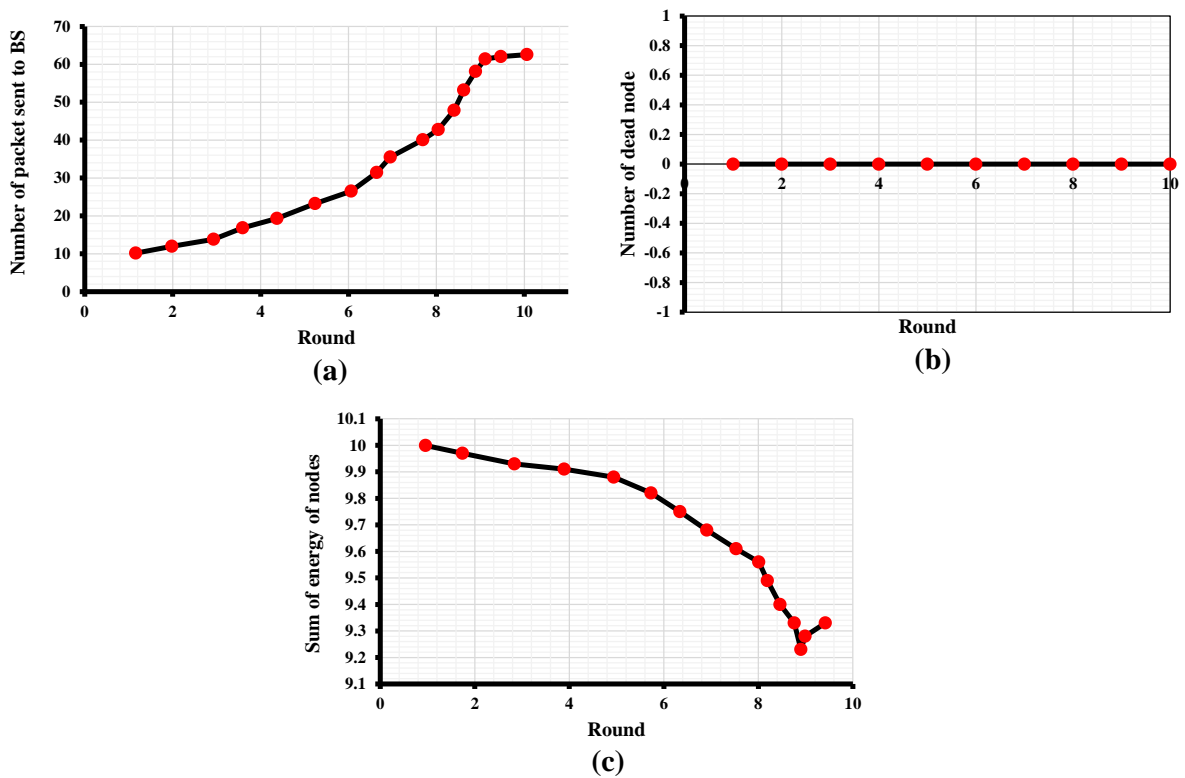 Number of packet sent to BS
70
60
50
40
30
20
10
0
0 2 4 6 8 10
Round
(a)
Number of dead node
1
0.8
0.6
0.4
0.2
0
-0.2
-0.4
-0.6
-0.8
-1
0 2 4 6 8 10
Round
(b)
Sum of energy of nodes
10.1
10
9.9
9.8
9.7
9.6
9.5
9.4
9.3
9.2
9.1
0 2 4 6 8 10
Round
(c)